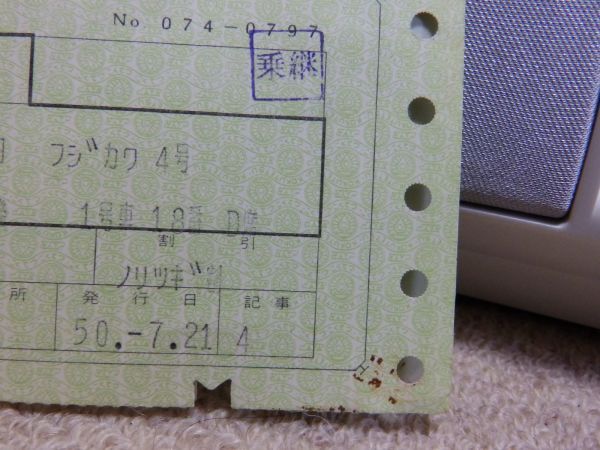 No 074-0797
乗継
フジカワ 4号
1号車 18番 D席
割 引
ノリツギ
所 発行日 記事
50.-7.21 4